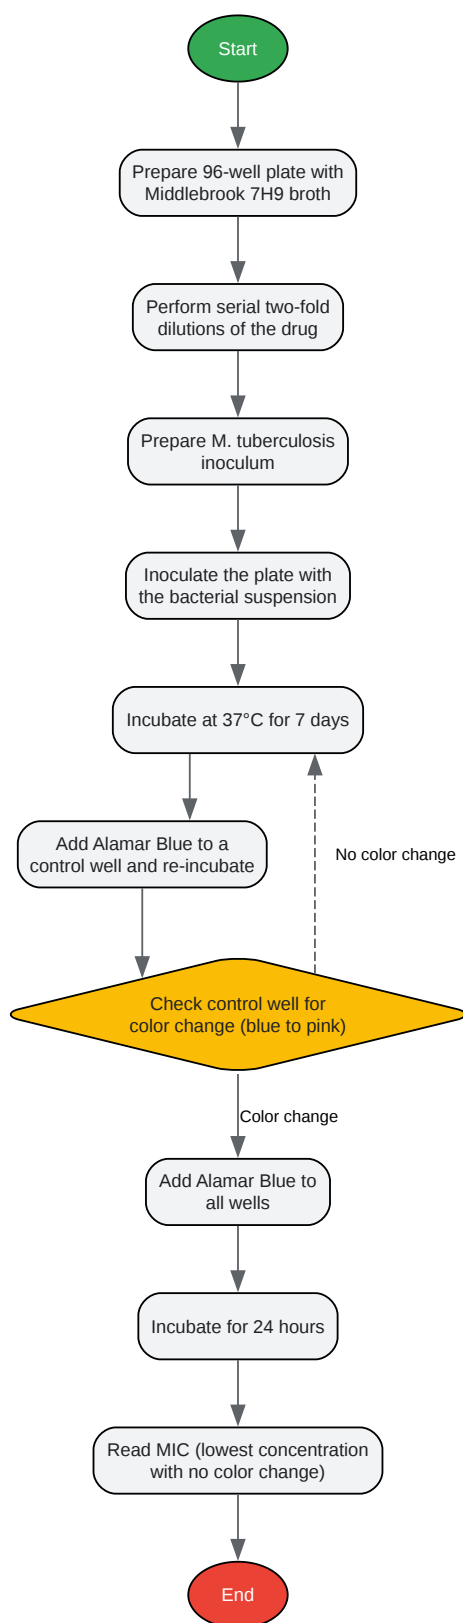 Start
Prepare 96-well plate with
Middlebrook 7H9 broth
Perform serial two-fold
dilutions of the drug
Prepare M. tuberculosis
inoculum
Inoculate the plate with
the bacterial suspension
Incubate at 37°C for 7 days
Add Alamar Blue to a
control well and re-incubate
No color change
Check control well for
color change (blue to pink)
Color change
Add Alamar Blue to
all wells
Incubate for 24 hours
Read MIC (lowest concentration
with no color change)
End